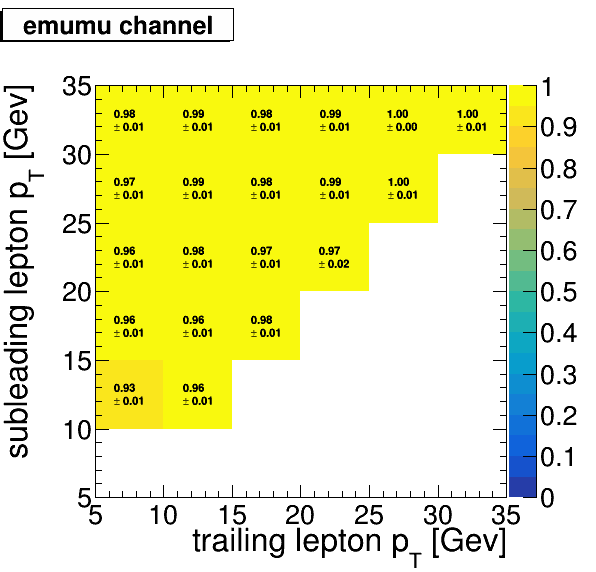 emumu channel
subleading lepton p_T [Gev]
35
30
25
20
15
10
5
0.98 0.99 0.98 0.99 1.00 1.00
± 0.01 ± 0.01 ± 0.01 ± 0.01 ± 0.00 ± 0.01
0.97 0.99 0.98 0.99 1.00
± 0.01 ± 0.01 ± 0.01 ± 0.01 ± 0.01
0.96 0.98 0.97 0.97
± 0.01 ± 0.01 ± 0.01 ± 0.02
0.96 0.96 0.98
± 0.01 ± 0.01 ± 0.01
0.93 0.96
± 0.01 ± 0.01
5 10 15 20 25 30 35
trailing lepton p_T [Gev]
1
0.9
0.8
0.7
0.6
0.5
0.4
0.3
0.2
0.1
0